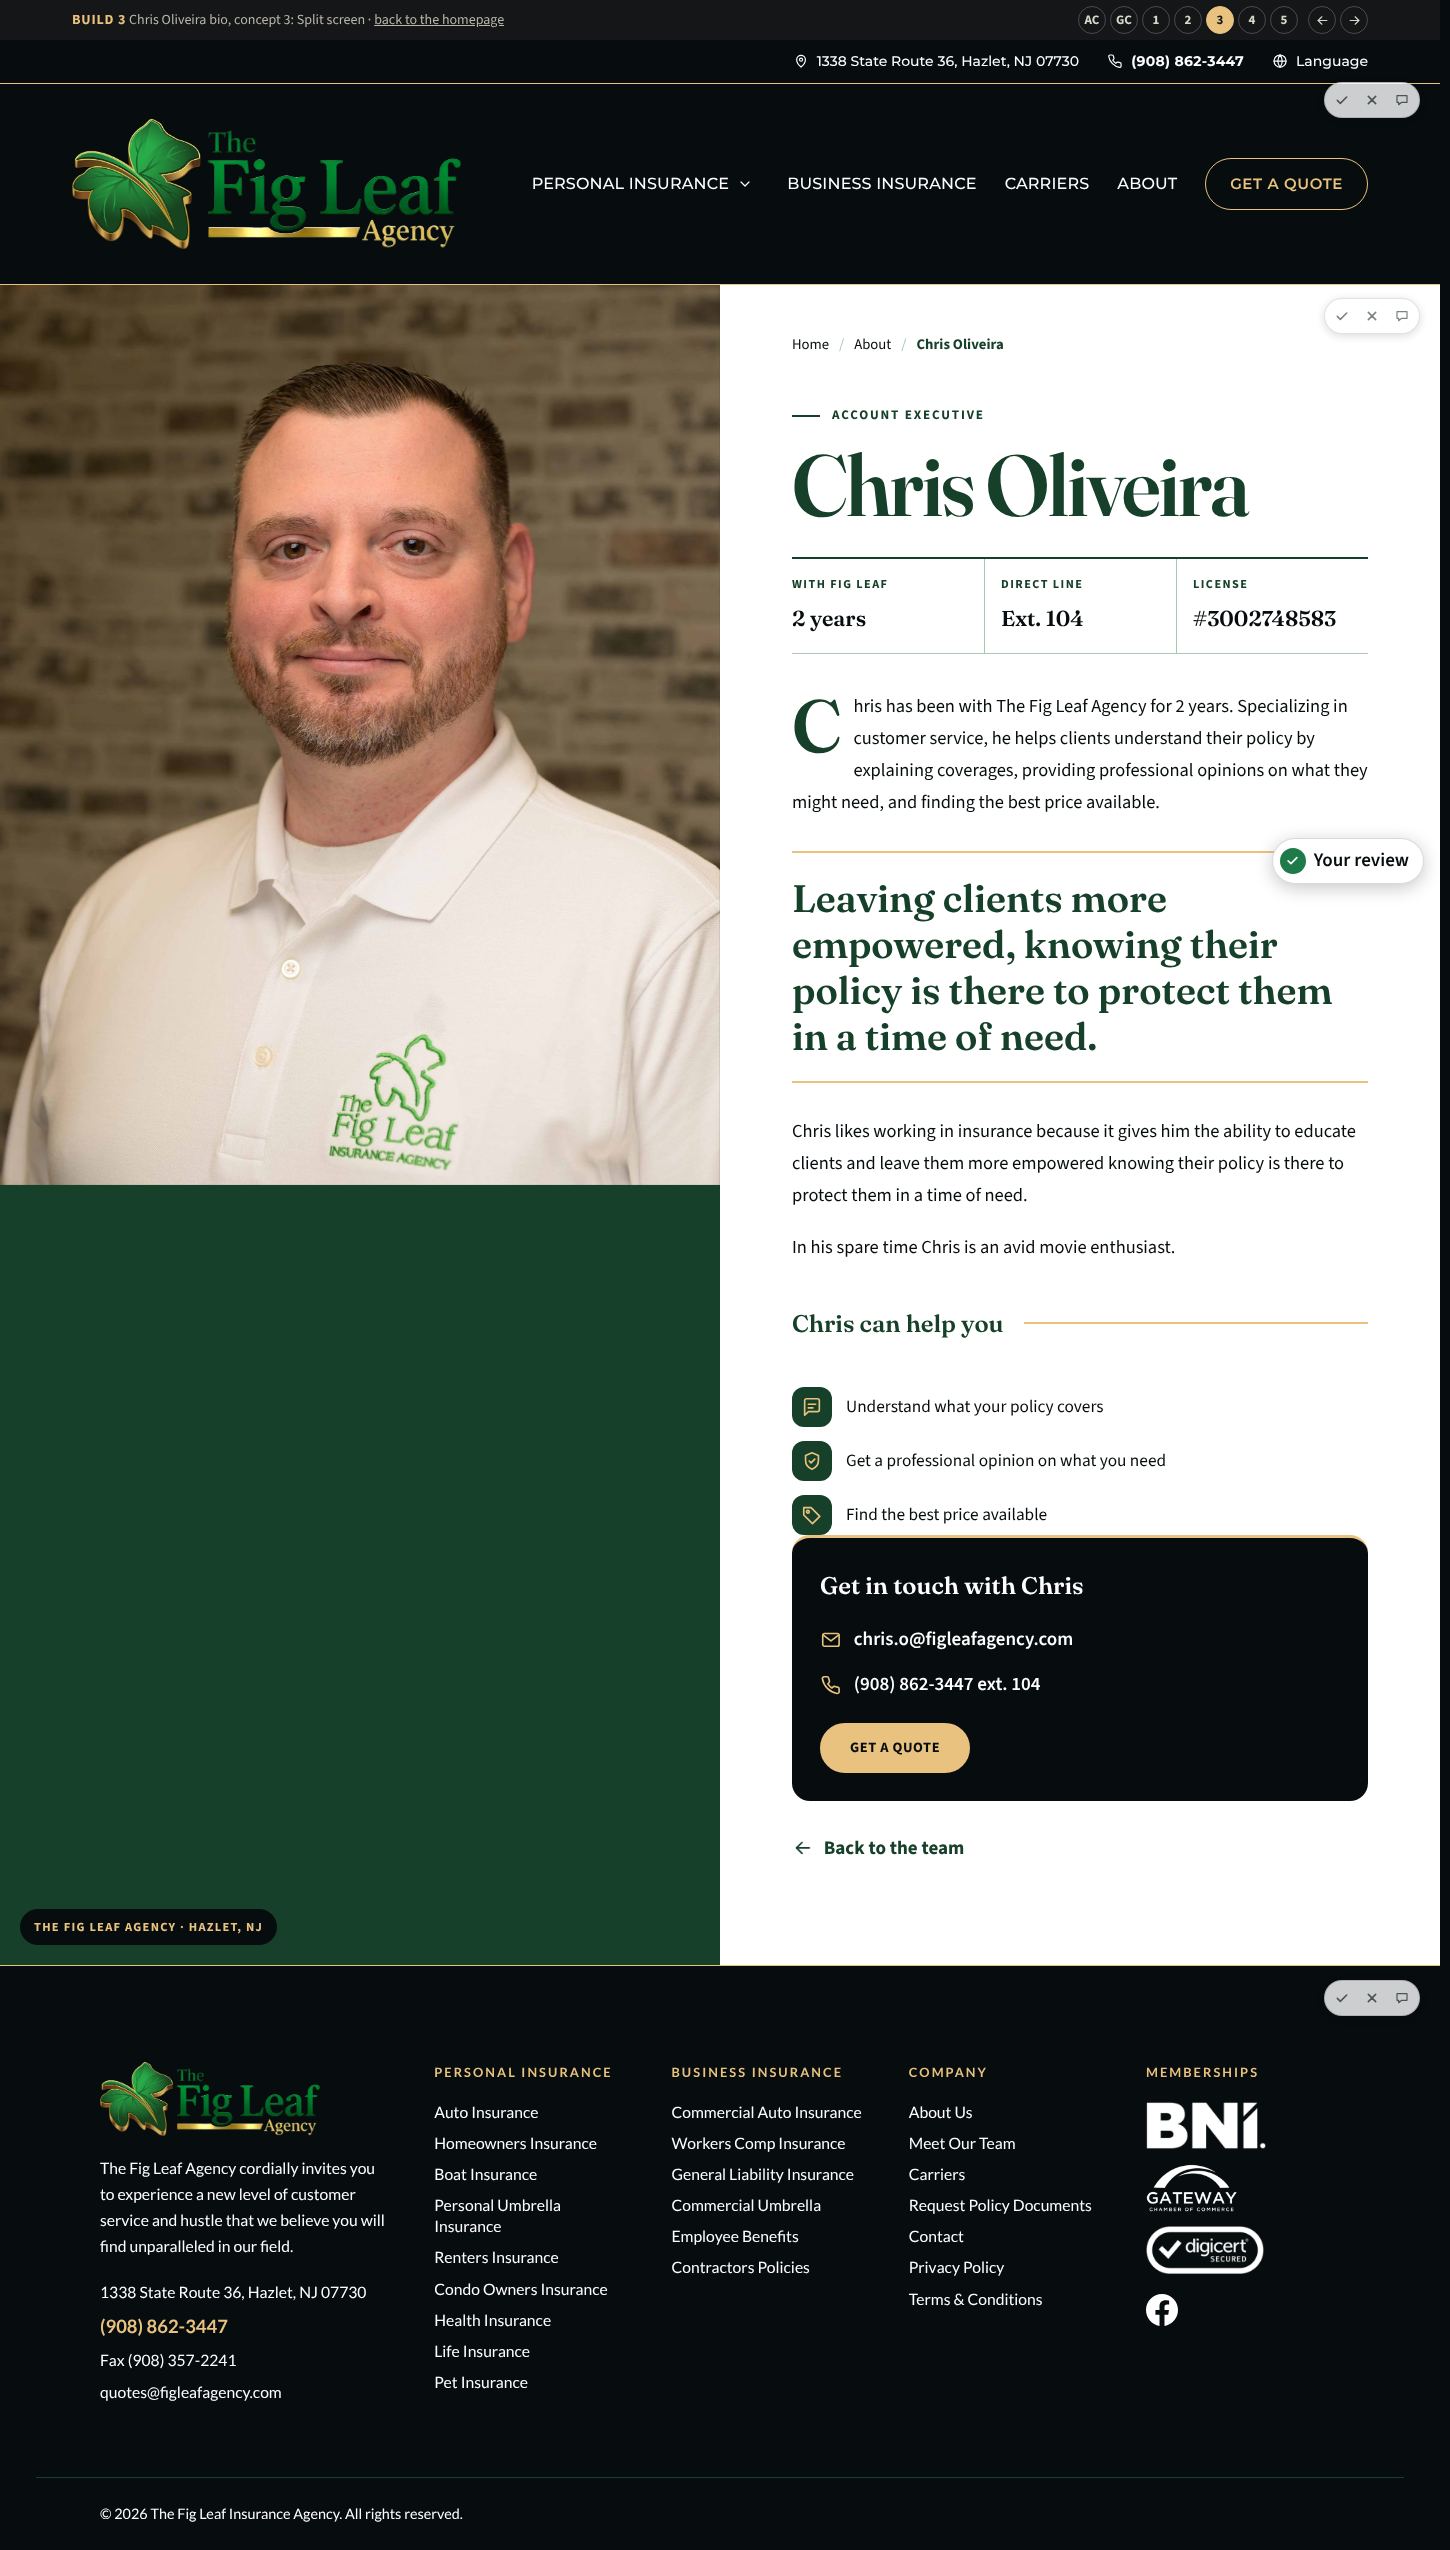 BUILD 3 Chris Oliveira bio, concept 3: Split screen · back to the homepage
AC GC 1 2 3 4 5
1338 State Route 36, Hazlet, NJ 07730
(908) 862-3447
Language
The
Fig Leaf
Agency
PERSONAL INSURANCE
BUSINESS INSURANCE
CARRIERS
ABOUT
GET A QUOTE
The
Fig Leaf
INSURANCE AGENCY
THE FIG LEAF AGENCY · HAZLET, NJ
Home / About / Chris Oliveira
ACCOUNT EXECUTIVE
Chris Oliveira
WITH FIG LEAF
2 years
DIRECT LINE
Ext. 104
LICENSE
#3002748583
Chris has been with The Fig Leaf Agency for 2 years. Specializing in
customer service, he helps clients understand their policy by
explaining coverages, providing professional opinions on what they
might need, and finding the best price available.
Your review
Leaving clients more
empowered, knowing their
policy is there to protect them
in a time of need.
Chris likes working in insurance because it gives him the ability to educate
clients and leave them more empowered knowing their policy is there to
protect them in a time of need.
In his spare time Chris is an avid movie enthusiast.
Chris can help you
Understand what your policy covers
Get a professional opinion on what you need
Find the best price available
Get in touch with Chris
chris.o@figleafagency.com
(908) 862-3447 ext. 104
GET A QUOTE
Back to the team
The
Fig Leaf
Agency
The Fig Leaf Agency cordially invites you
to experience a new level of customer
service and hustle that we believe you will
find unparalleled in our field.
1338 State Route 36, Hazlet, NJ 07730
(908) 862-3447
Fax (908) 357-2241
quotes@figleafagency.com
PERSONAL INSURANCE
Auto Insurance
Homeowners Insurance
Boat Insurance
Personal Umbrella
Insurance
Renters Insurance
Condo Owners Insurance
Health Insurance
Life Insurance
Pet Insurance
BUSINESS INSURANCE
Commercial Auto Insurance
Workers Comp Insurance
General Liability Insurance
Commercial Umbrella
Employee Benefits
Contractors Policies
COMPANY
About Us
Meet Our Team
Carriers
Request Policy Documents
Contact
Privacy Policy
Terms & Conditions
MEMBERSHIPS
BNI.
GATEWAY
CHAMBER OF COMMERCE
digicert
SECURED
© 2026 The Fig Leaf Insurance Agency. All rights reserved.